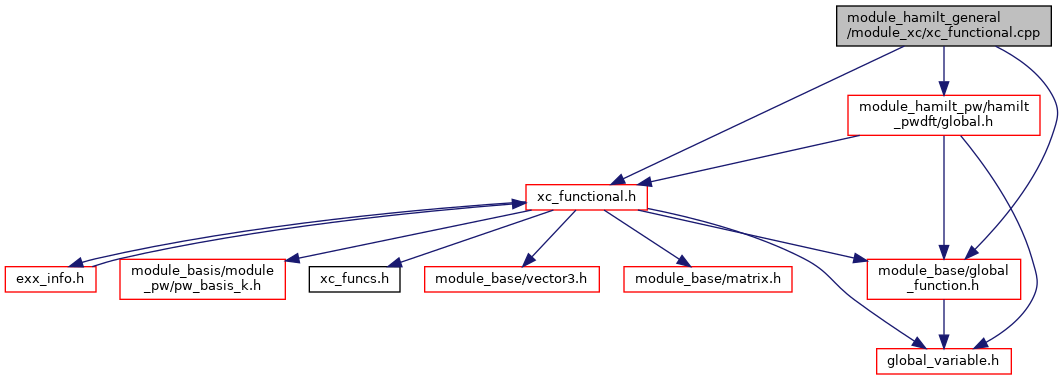 module_hamilt_general
/module_xc/xc_functional.cpp
module_hamilt_pw/hamilt
_pwdft/global.h
xc_functional.h
exx_info.h
module_basis/module
_pw/pw_basis_k.h
xc_funcs.h
module_base/vector3.h
module_base/matrix.h
module_base/global
_function.h
global_variable.h